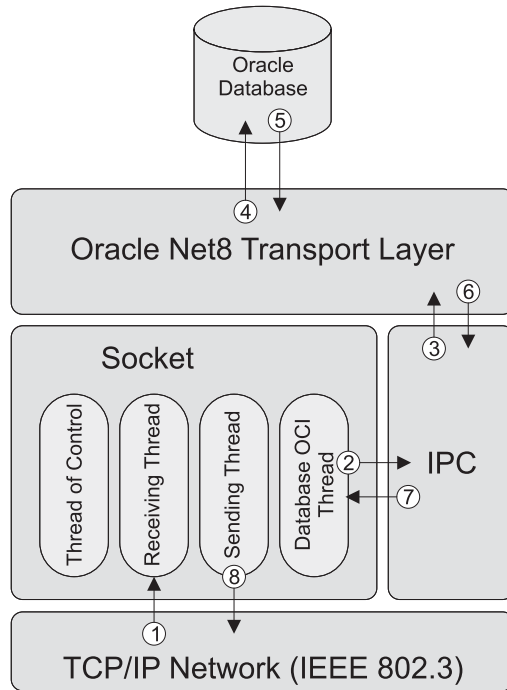 Oracle
Database
5
4
Oracle Net8 Transport Layer
6
3
Socket
Thread of Control
Receiving Thread
Sending Thread
Database OCI
Thread
2
IPC
7
8
1
TCP/IP Network (IEEE 802.3)